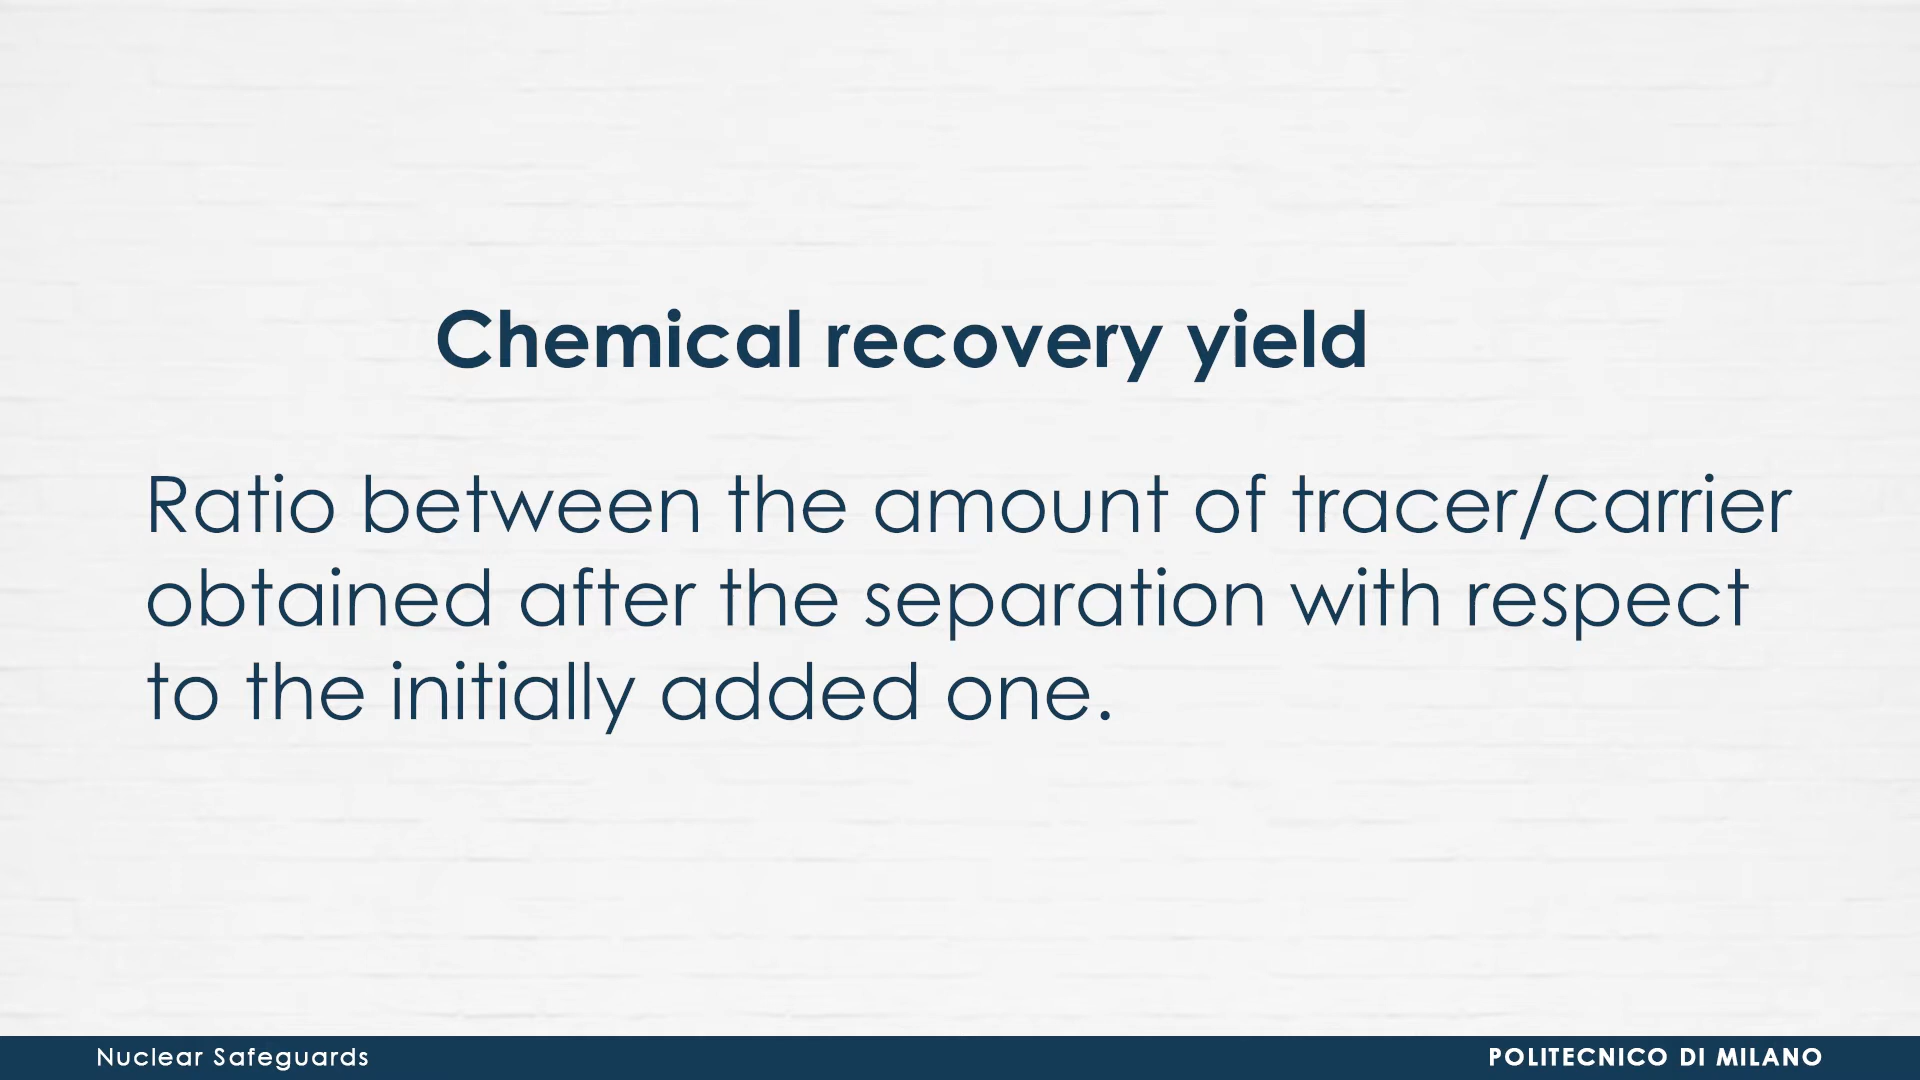 Chemical recovery yield
Ratio between the amount of tracer/carrier
obtained after the separation with respect
to the initially added one.
Nuclear Safeguards
POLITECNICO DI MILANO